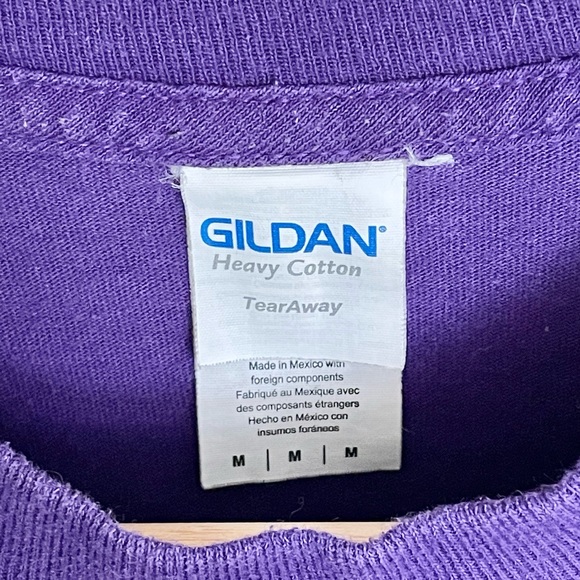 GILDAN®
Heavy Cotton
TearAway
Made in Mexico with
foreign components
Fabriqué au Mexique avec
des composants étrangers
Hecho en México con
insumos foráneos
M | M | M